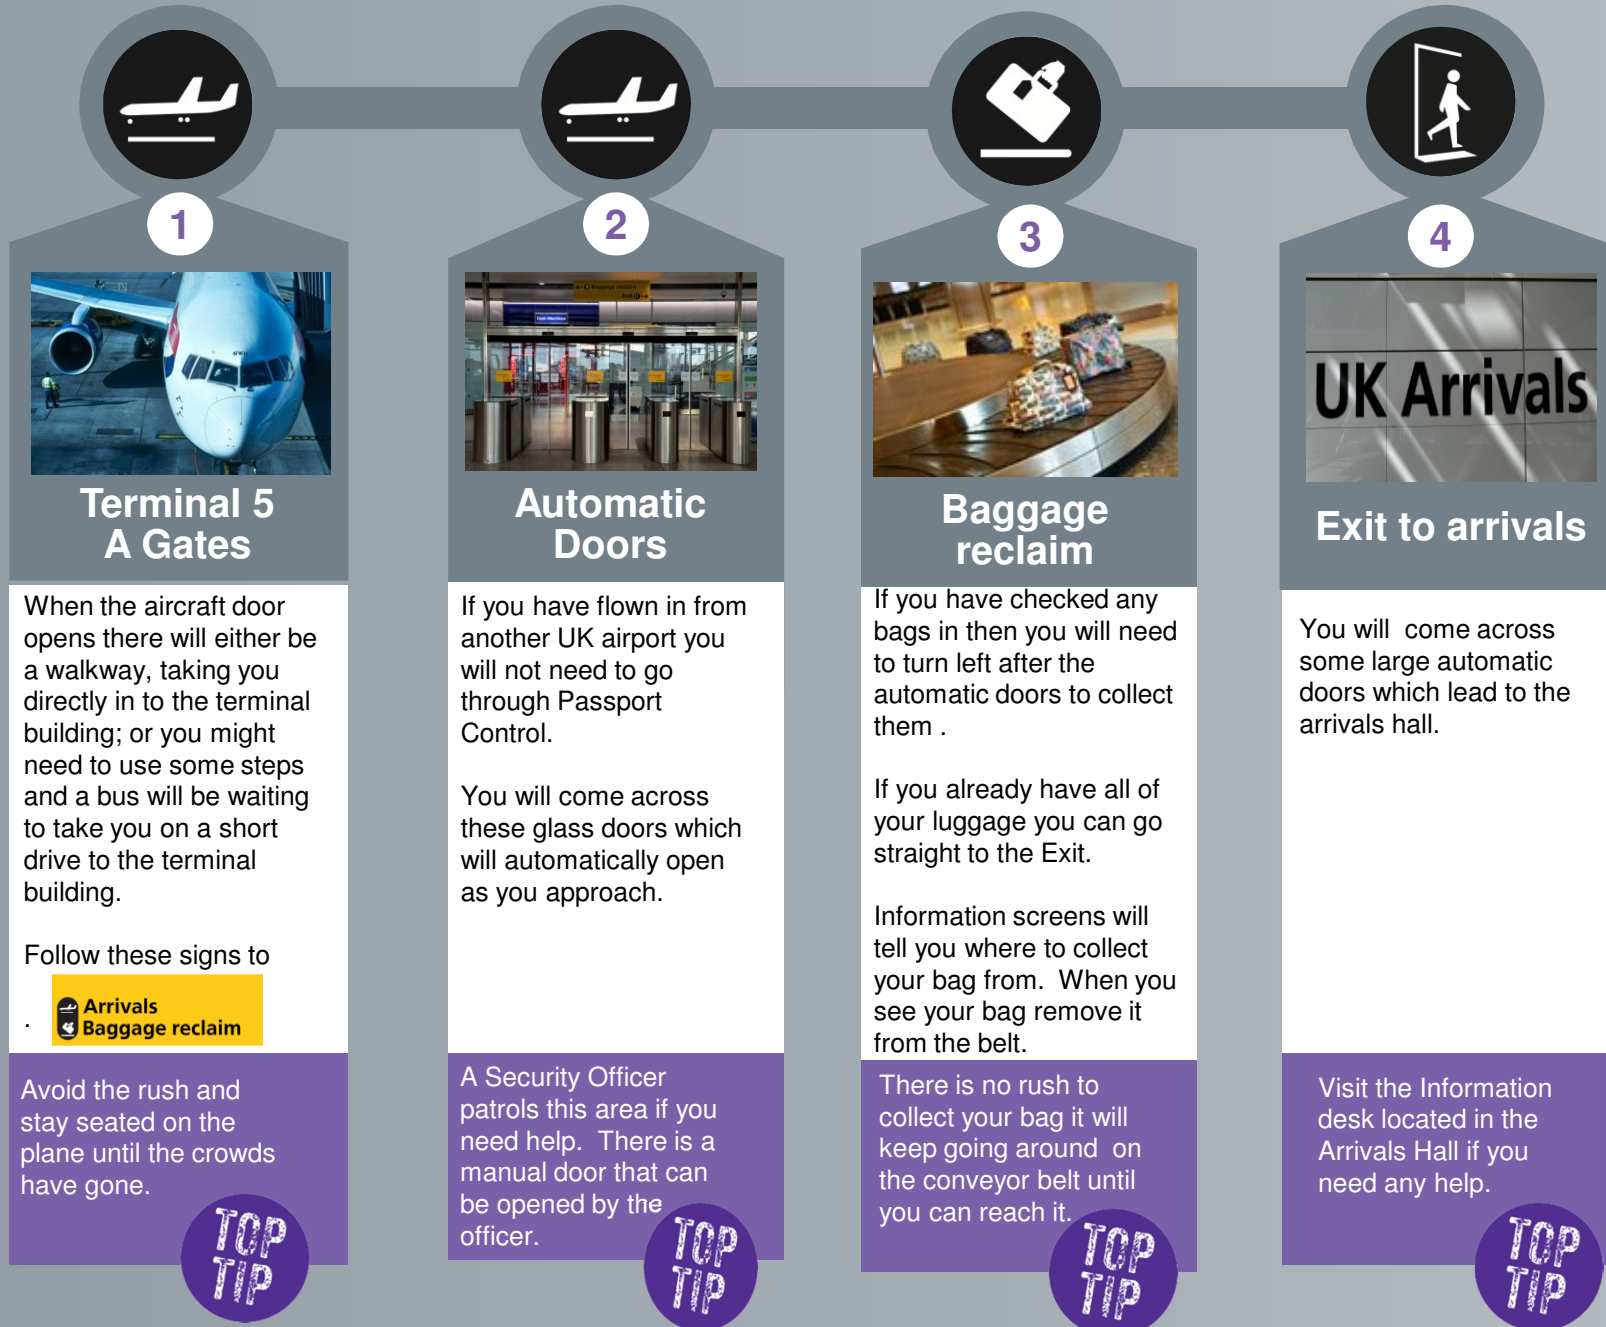 1
Terminal 5
A Gates
When the aircraft door
opens there will either be
a walkway, taking you
directly in to the terminal
building; or you might
need to use some steps
and a bus will be waiting
to take you on a short
drive to the terminal
building.
Follow these signs to
.
Arrivals
Baggage reclaim
Avoid the rush and
stay seated on the
plane until the crowds
have gone.
TOP
TIP
2
Baggage reclaim
Exit
Automatic
Doors
If you have flown in from
another UK airport you
will not need to go
through Passport
Control.
You will come across
these glass doors which
will automatically open
as you approach.
A Security Officer
patrols this area if you
need help. There is a
manual door that can
be opened by the
officer.
TOP
TIP
3
Baggage
reclaim
If you have checked any
bags in then you will need
to turn left after the
automatic doors to collect
them .
If you already have all of
your luggage you can go
straight to the Exit.
Information screens will
tell you where to collect
your bag from. When you
see your bag remove it
from the belt.
There is no rush to
collect your bag it will
keep going around on
the conveyor belt until
you can reach it.
TOP
TIP
4
UK Arrivals
Exit to arrivals
You will come across
some large automatic
doors which lead to the
arrivals hall.
Visit the Information
desk located in the
Arrivals Hall if you
need any help.
TOP
TIP